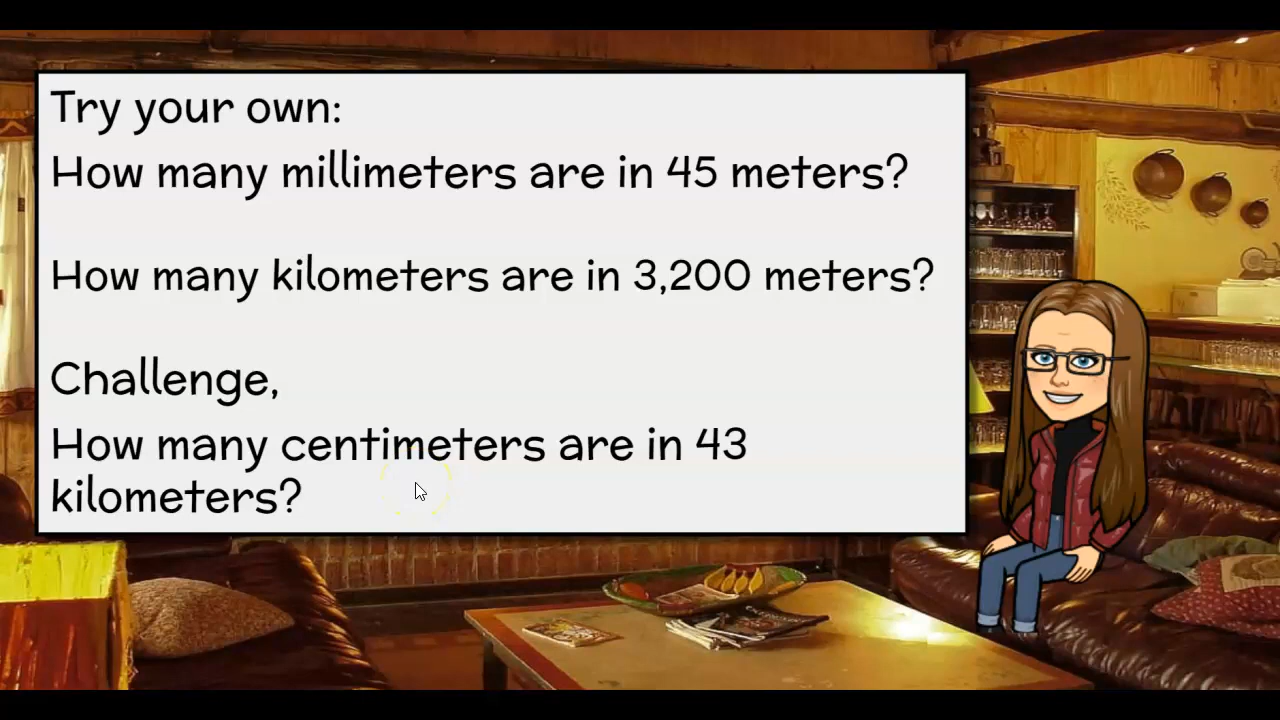 Try your own:
How many millimeters are in 45 meters?
How many kilometers are in 3,200 meters?
Challenge,
How many centimeters are in 43
kilometers?